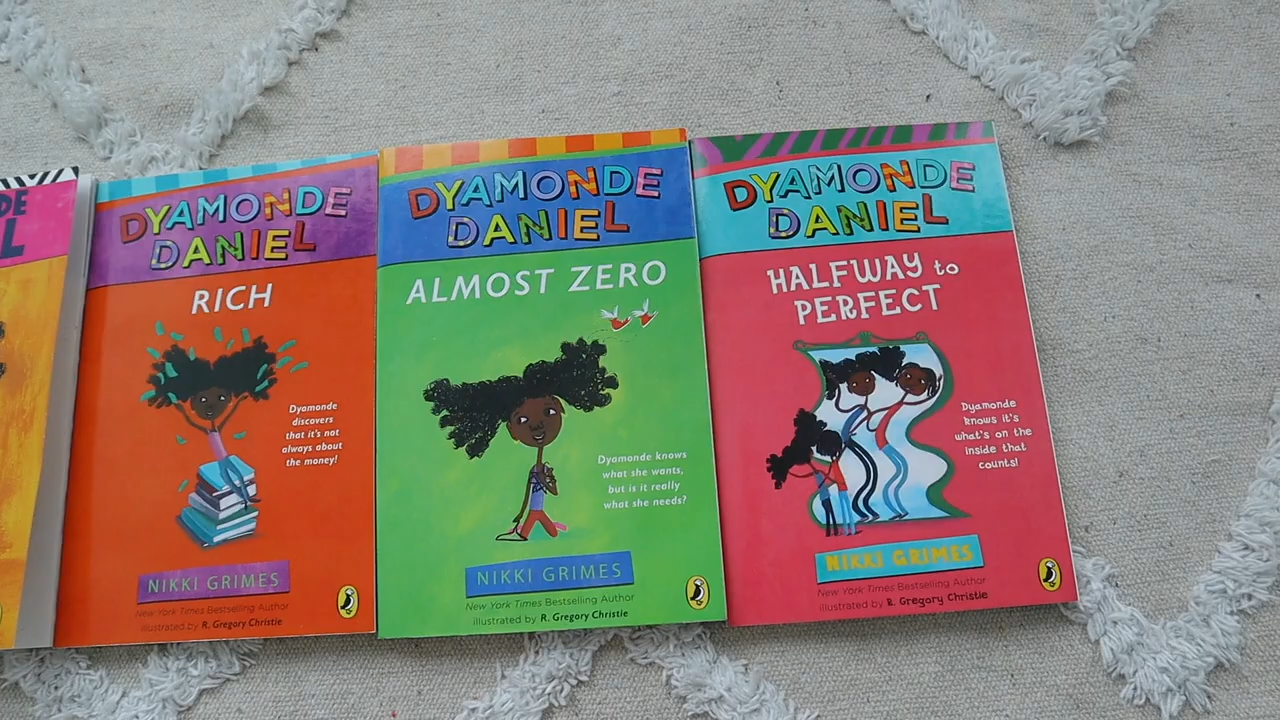 DE
L
DYAMONDE
DANIEL
RICH
Dyamonde
discovers
that it's not
always about
the money!
NIKKI GRIMES
New York Times Bestselling Author
illustrated by R. Gregory Christie
DYAMONDE
DANIEL
ALMOST ZERO
Dyamonde knows
what she wants,
but is it really
what she needs?
NIKKI GRIMES
New York Times Bestselling Author
illustrated by R. Gregory Christie
DYAMONDE
DANIEL
HALFWAY to
PERFECT
Dyamonde
knows it's
what's on the
inside that
counts!
NIKKI GRIMES
New York Times Bestselling Author
illustrated by R. Gregory Christie